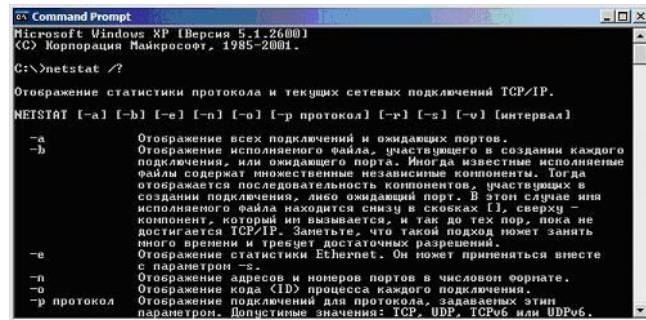 Command Prompt
Microsoft Windows XP [Версия 5.1.2600]
(C) Корпорация Майкрософт, 1985-2001.
C:\>netstat /?
Отображение статистики протокола и текущих сетевых подключений TCP/IP.
NETSTAT [-a] [-b] [-e] [-n] [-o] [-p протокол] [-r] [-s] [-v] [интервал]
-a Отображение всех подключений и ожидающих портов.
-b Отображение исполняемого файла, участвующего в создании каждого
подключения, или ожидающего порта. Иногда известные исполняемые
файлы содержат множественные независимые компоненты. Тогда
отображается последовательность компонентов, участвующих в
создании подключения, либо ожидающий порт. В этом случае имя
исполняемого файла находится снизу в скобках [], сверху -
компонент, который им вызывается, и так до тех пор, пока не
достигается TCP/IP. Заметьте, что такой подход может занять
много времени и требует достаточных разрешений.
-e Отображение статистики Ethernet. Он может применяться вместе
с параметром -s.
-n Отображение адресов и номеров портов в числовом формате.
-o Отображение кода (ID) процесса каждого подключения.
-p протокол Отображение подключений для протокола, задаваемых этим
параметром. Допустимые значения: TCP, UDP, TCPv6 или UDPv6.